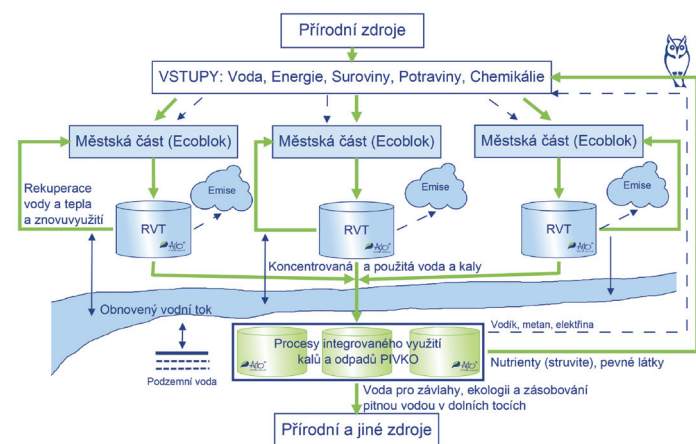 Přírodní zdroje
VSTUPY: Voda, Energie, Suroviny, Potraviny, Chemikálie
Městská část (Ecoblok)
Městská část (Ecoblok)
Městská část (Ecoblok)
Rekuperace
vody a tepla
a znovuvyužití
Emise
Emise
Emise
RVT
RVT
RVT
Koncentrovaná a použitá voda a kaly
Obnovený vodní tok
Podzemní voda
Procesy integrovaného využití
kalů a odpadů PIVKO
Vodík, metan, elektřina
Nutrienty (struvite), pevné látky
Voda pro závlahy, ekologii a zásobování
pitnou vodou v dolních tocích
Přírodní a jiné zdroje